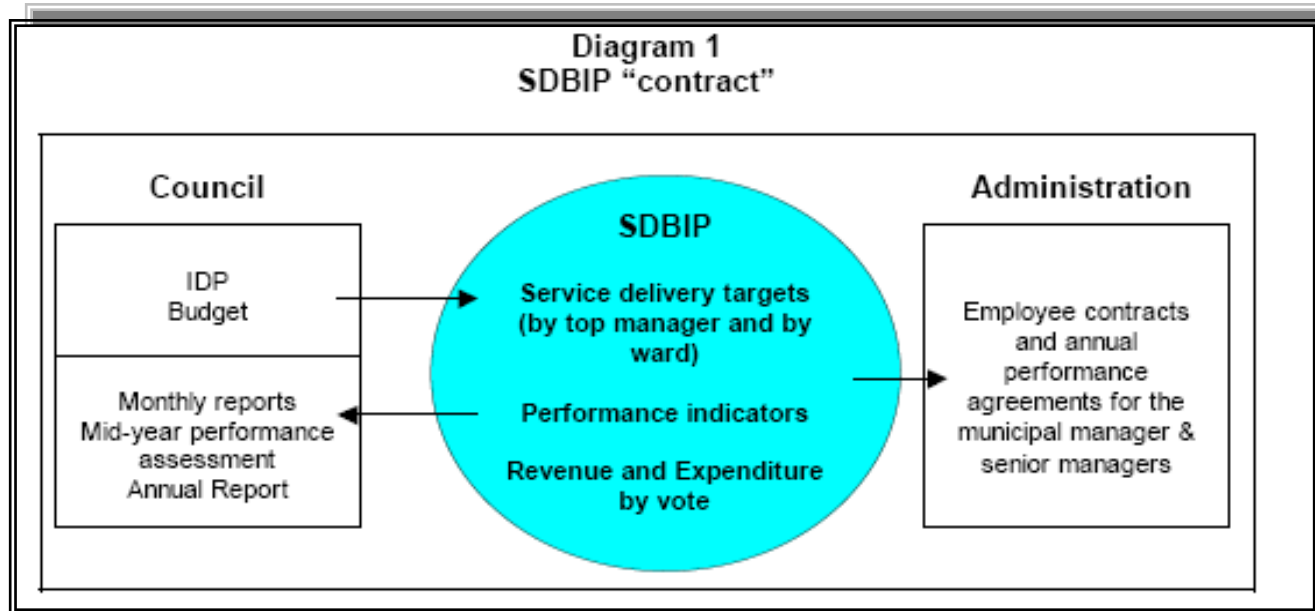 Diagram 1
SDBIP “contract”
Council
IDP
Budget
Monthly reports
Mid-year performance
assessment
Annual Report
SDBIP
Service delivery targets
(by top manager and by
ward)
Performance indicators
Revenue and Expenditure
by vote
Administration
Employee contracts
and annual
performance
agreements for the
municipal manager &
senior managers